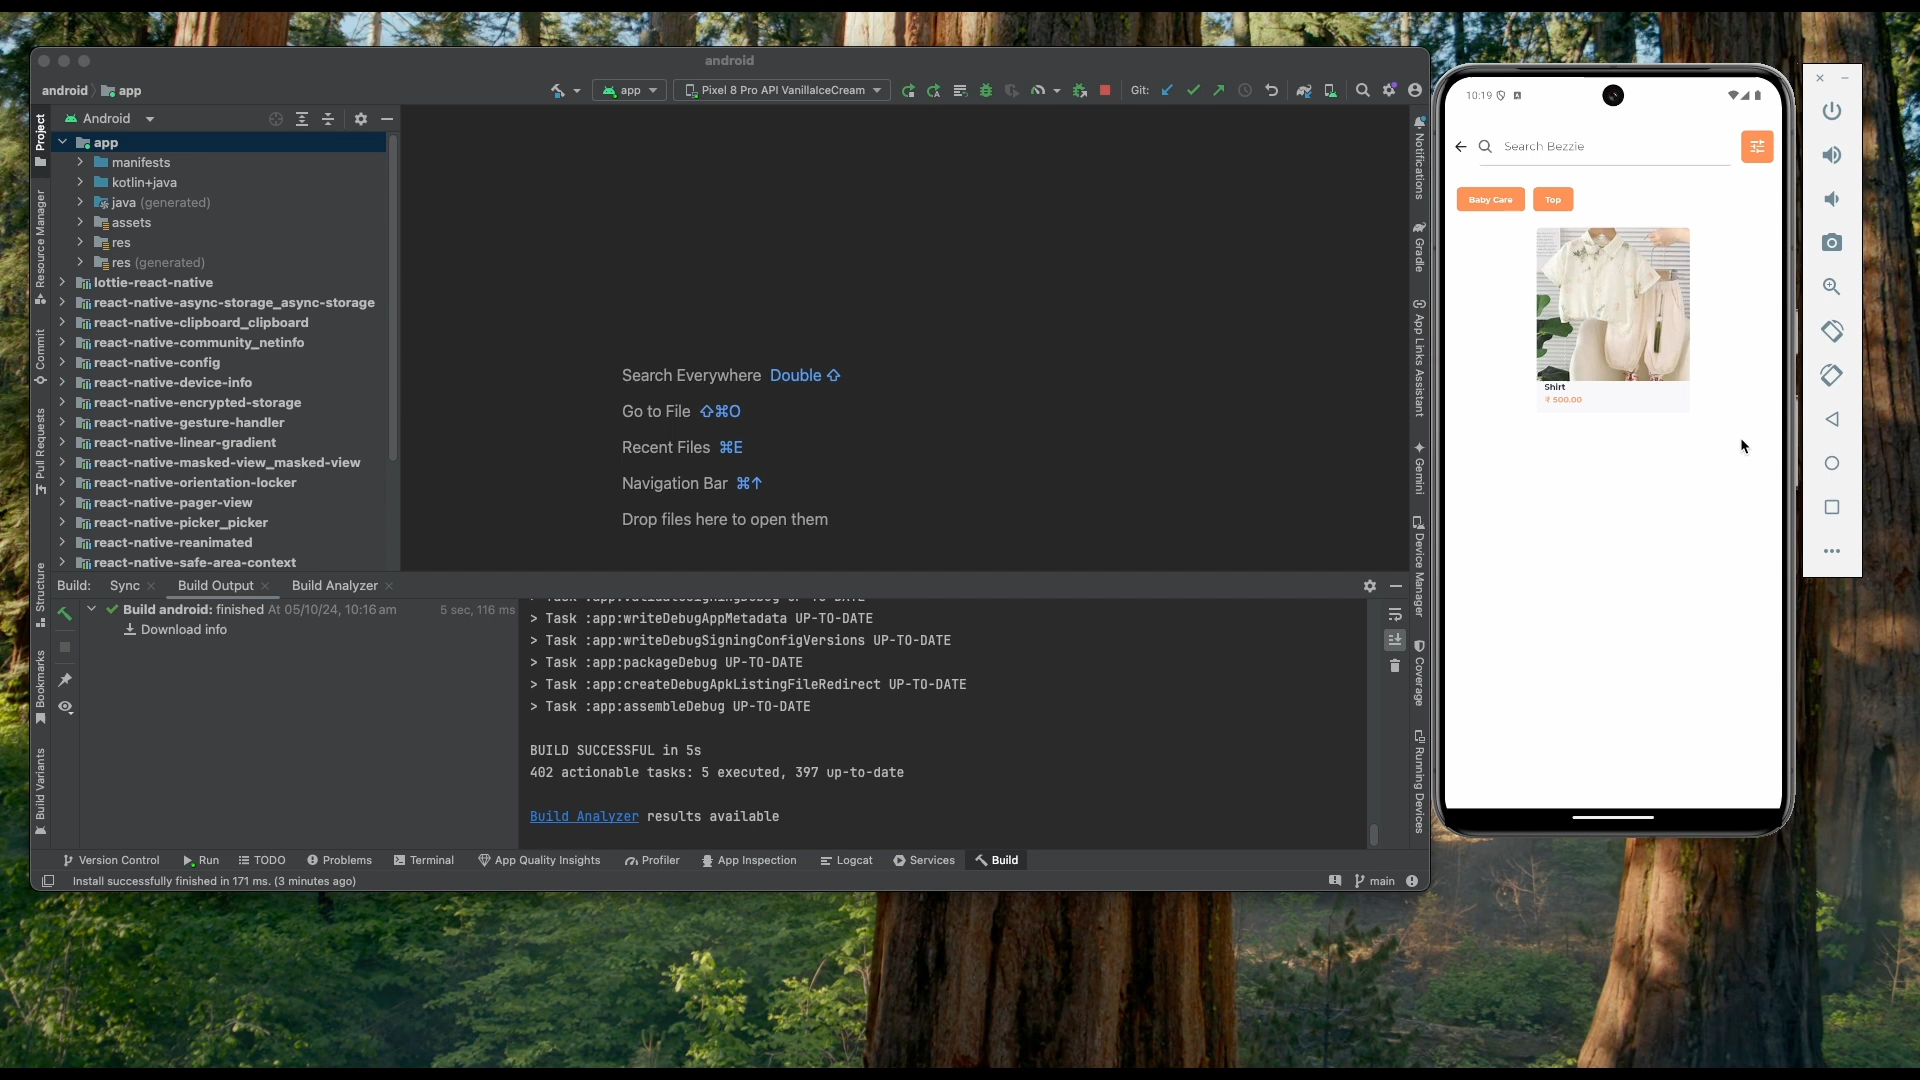 android
android
app
app
Pixel 8 Pro API VanillaIceCream
Git:
Android
app
manifests
kotlin+java
java (generated)
assets
res
res (generated)
lottie-react-native
react-native-async-storage_async-storage
react-native-clipboard_clipboard
react-native-community_netinfo
react-native-config
react-native-device-info
react-native-encrypted-storage
react-native-gesture-handler
react-native-linear-gradient
react-native-masked-view_masked-view
react-native-orientation-locker
react-native-pager-view
react-native-picker_picker
react-native-reanimated
react-native-safe-area-context
Project
Resource Manager
Commit
Pull Requests
Structure
Bookmarks
Build Variants
Search Everywhere Double ⇧
Go to File ⇧⌘O
Recent Files ⌘E
Navigation Bar ⌘↑
Drop files here to open them
Notifications
Gradle
App Links Assistant
Gemini
Device Manager
Coverage
Running Devices
Build:
Sync
Build Output
Build Analyzer
Build android: finished At 05/10/24, 10:16 am
5 sec, 116 ms
Download info
> Task :app:writeDebugAppMetadata UP-TO-DATE
> Task :app:writeDebugSigningConfigVersions UP-TO-DATE
> Task :app:packageDebug UP-TO-DATE
> Task :app:createDebugApkListingFileRedirect UP-TO-DATE
> Task :app:assembleDebug UP-TO-DATE
BUILD SUCCESSFUL in 5s
402 actionable tasks: 5 executed, 397 up-to-date
Build Analyzer results available
Version Control
Run
TODO
Problems
Terminal
App Quality Insights
Profiler
App Inspection
Logcat
Services
Build
Install successfully finished in 171 ms. (3 minutes ago)
main
10:19
Search Bezzie
Baby Care
Top
Shirt
₹ 500.00